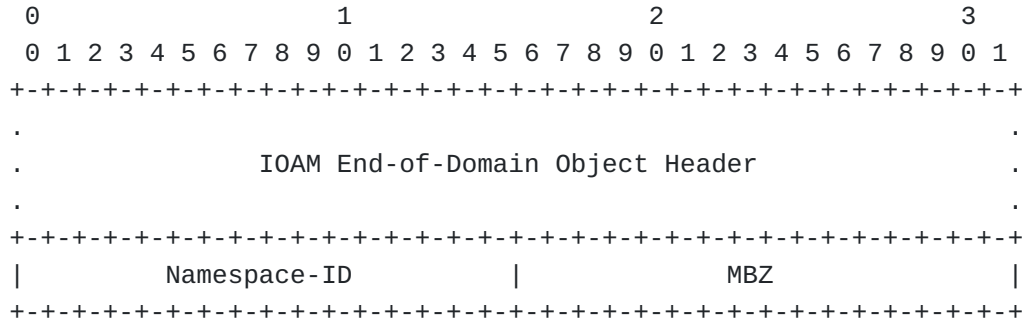 0                   1                   2                   3
 0 1 2 3 4 5 6 7 8 9 0 1 2 3 4 5 6 7 8 9 0 1 2 3 4 5 6 7 8 9 0 1
+-+-+-+-+-+-+-+-+-+-+-+-+-+-+-+-+-+-+-+-+-+-+-+-+-+-+-+-+-+-+-+-+
.                                                               .
.               IOAM End-of-Domain Object Header                .
.                                                               .
+-+-+-+-+-+-+-+-+-+-+-+-+-+-+-+-+-+-+-+-+-+-+-+-+-+-+-+-+-+-+-+-+
|         Namespace-ID          |             MBZ               |
+-+-+-+-+-+-+-+-+-+-+-+-+-+-+-+-+-+-+-+-+-+-+-+-+-+-+-+-+-+-+-+-+